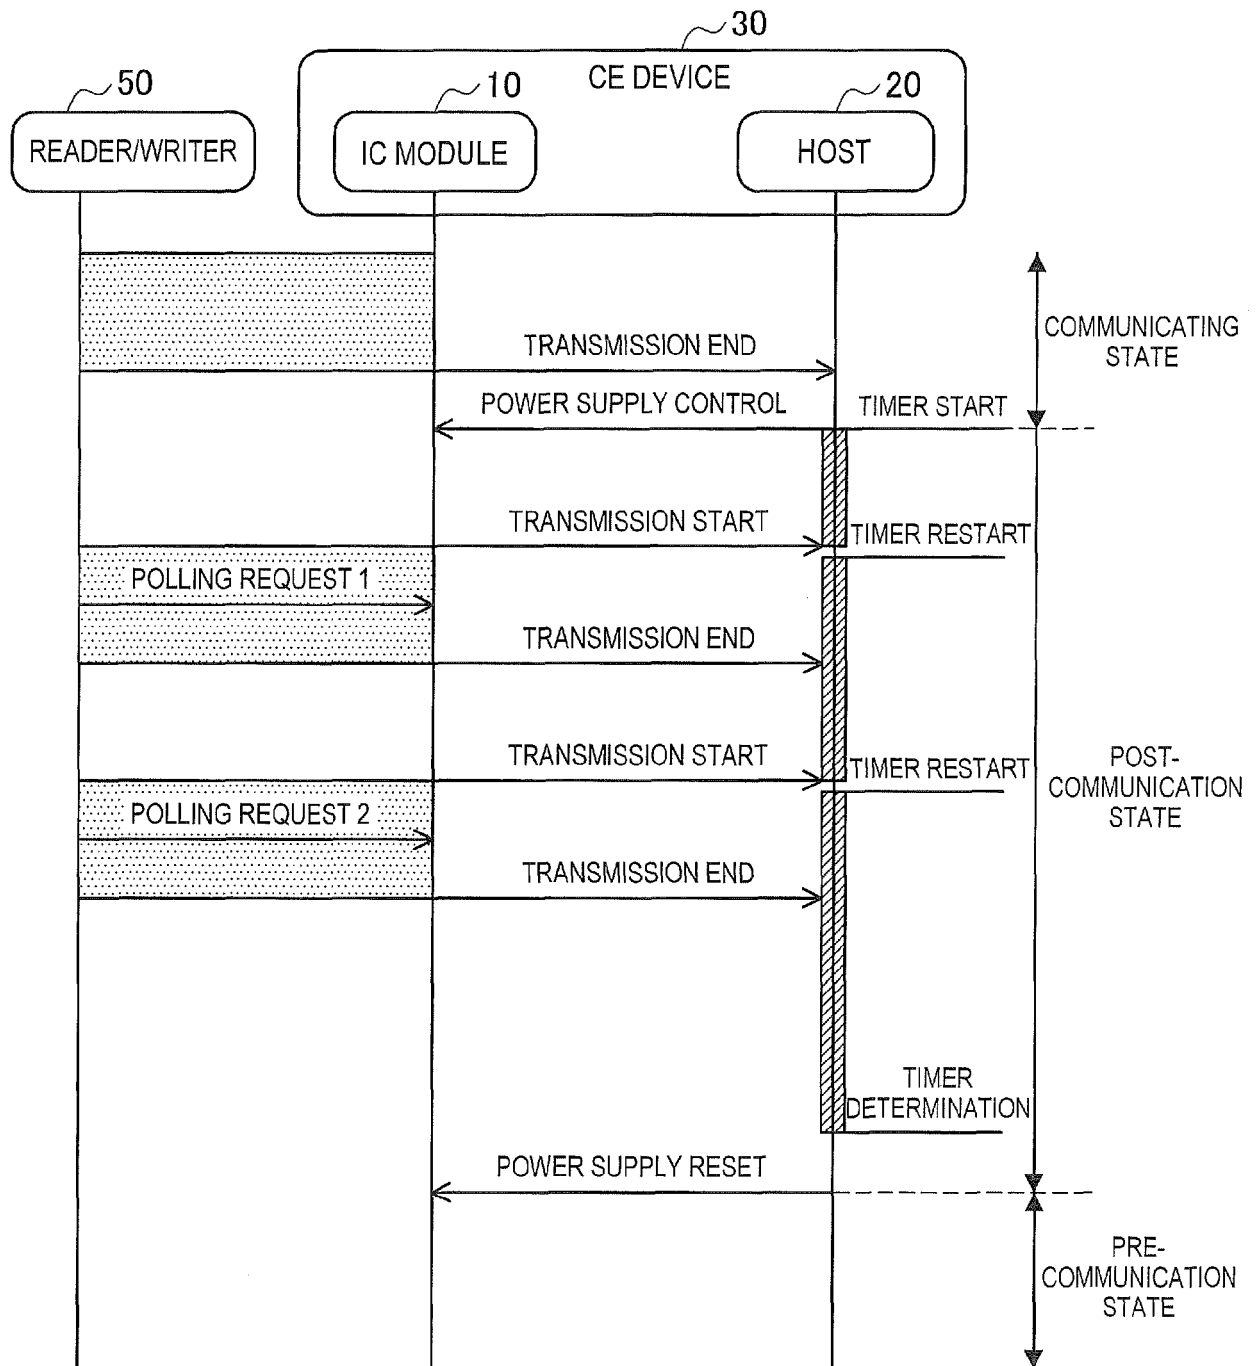 30
CE DEVICE
50
10
20
READER/WRITER
IC MODULE
HOST
TRANSMISSION END
COMMUNICATING
STATE
POWER SUPPLY CONTROL
TIMER START
TRANSMISSION START
TIMER RESTART
POLLING REQUEST 1
TRANSMISSION END
TRANSMISSION START
TIMER RESTART
POST-
COMMUNICATION
STATE
POLLING REQUEST 2
TRANSMISSION END
TIMER
DETERMINATION
POWER SUPPLY RESET
PRE-
COMMUNICATION
STATE